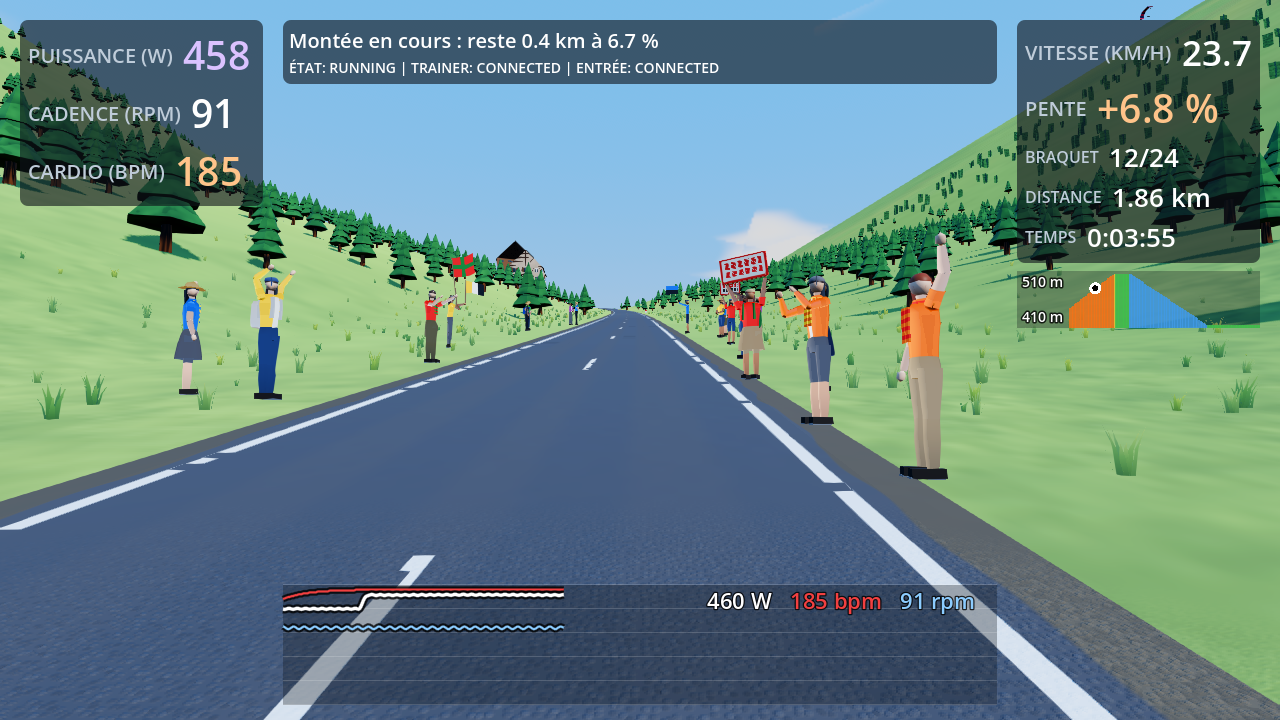 PUISSANCE (W) 458
CADENCE (RPM) 91
CARDIO (BPM) 185
Montée en cours : reste 0.4 km à 6.7 %
ÉTAT: RUNNING | TRAINER: CONNECTED | ENTRÉE: CONNECTED
VITESSE (KM/H) 23.7
PENTE +6.8 %
BRAQUET 12/24
DISTANCE 1.86 km
TEMPS 0:03:55
510 m
410 m
460 W 185 bpm 91 rpm